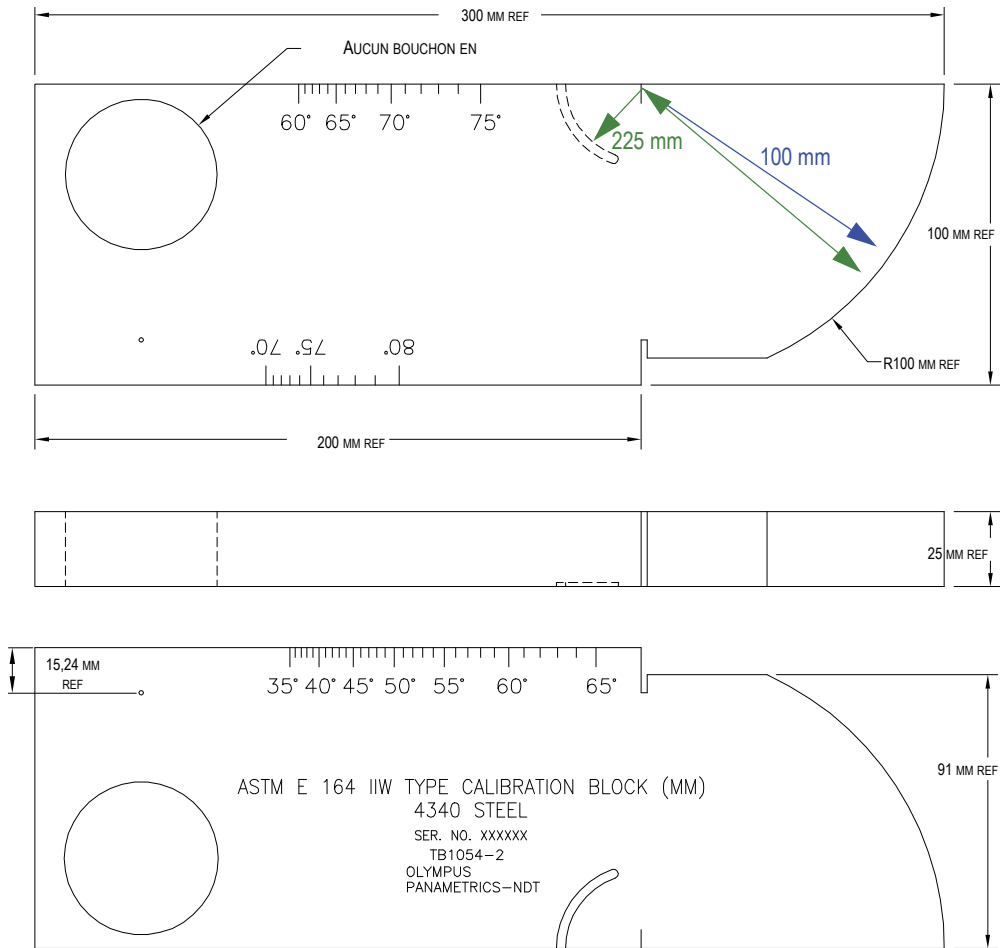 300 MM REF
AUCUN BOUCHON EN
60° 65° 70° 75°
225 mm
100 mm
100 MM REF
70° 75° 80°
R100 MM REF
200 MM REF
25 MM REF
15,24 MM
REF
35° 40° 45° 50° 55° 60° 65°
91 MM REF
ASTM E 164 IIW TYPE CALIBRATION BLOCK (MM)
4340 STEEL
SER. NO. XXXXXX
TB1054-2
OLYMPUS
PANAMETRICS-NDT